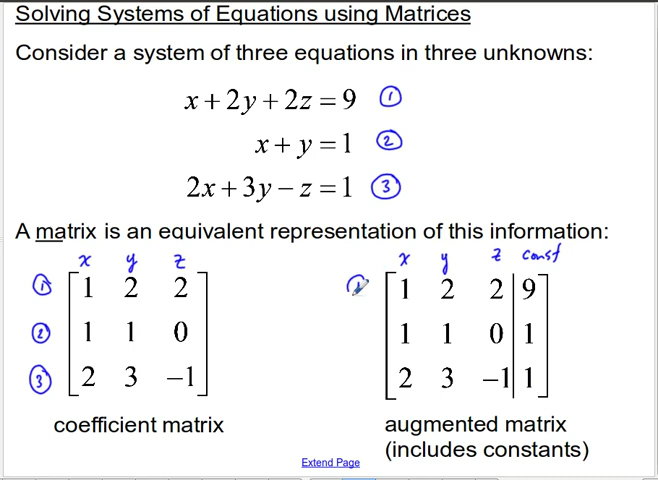 Solving Systems of Equations using Matrices
Consider a system of three equations in three unknowns:
x + 2y + 2z = 9 ①
x + y = 1 ②
2x + 3y − z = 1 ③
A matrix is an equivalent representation of this information:
x y z
① 1 2 2
② 1 1 0
③ 2 3 −1
coefficient matrix
x y z const
① 1 2 2 | 9
1 1 0 | 1
2 3 −1 | 1
augmented matrix
(includes constants)
Extend Page